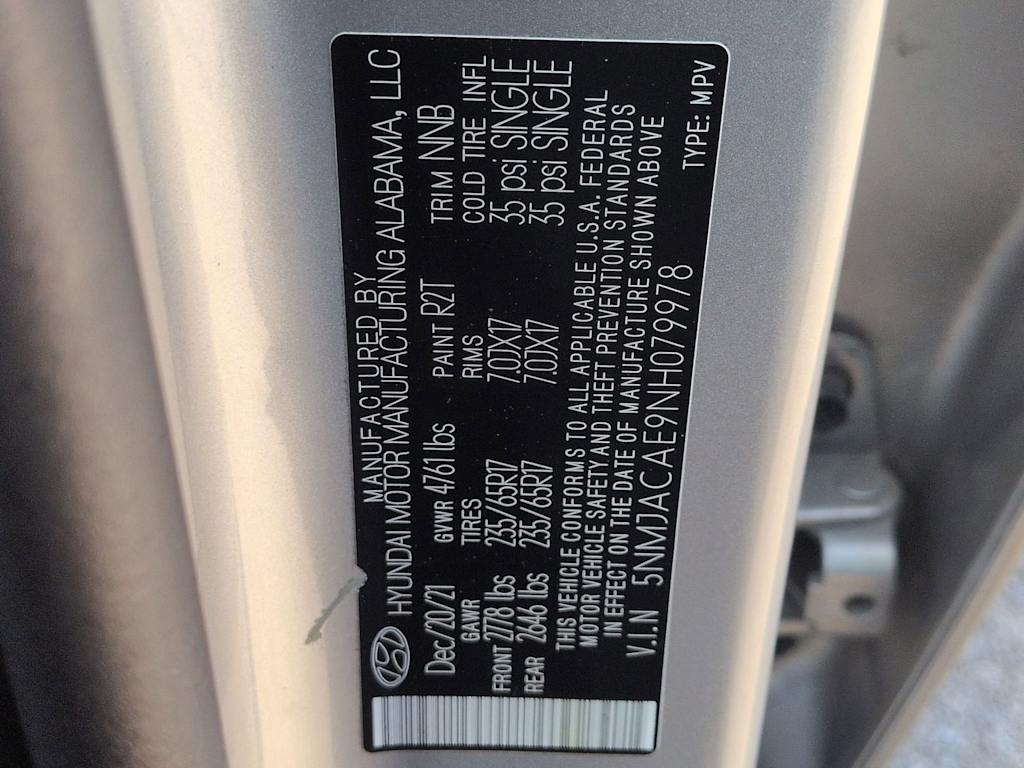 MANUFACTURED BY
HYUNDAI MOTOR MANUFACTURING ALABAMA, LLC
Dec/20/21 GVWR 4761 lbs PAINT R2T TRIM NNB
GAWR TIRES RIMS COLD TIRE INFL
FRONT 2778 lbs 235/65R17 7.0JX17 35 psi SINGLE
REAR 2646 lbs 235/65R17 7.0JX17 35 psi SINGLE
THIS VEHICLE CONFORMS TO ALL APPLICABLE U.S.A. FEDERAL
MOTOR VEHICLE SAFETY AND THEFT PREVENTION STANDARDS
IN EFFECT ON THE DATE OF MANUFACTURE SHOWN ABOVE
V.I.N 5NMJACAE9NH079978 TYPE: MPV